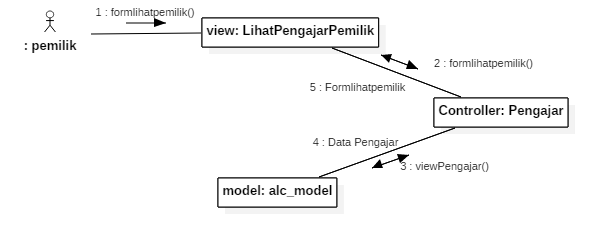 1 : formlihatpemilik()
: pemilik
view: LihatPengajarPemilik
2 : formlihatpemilik()
5 : Formlihatpemilik
Controller: Pengajar
4 : Data Pengajar
3 : viewPengajar()
model: alc_model